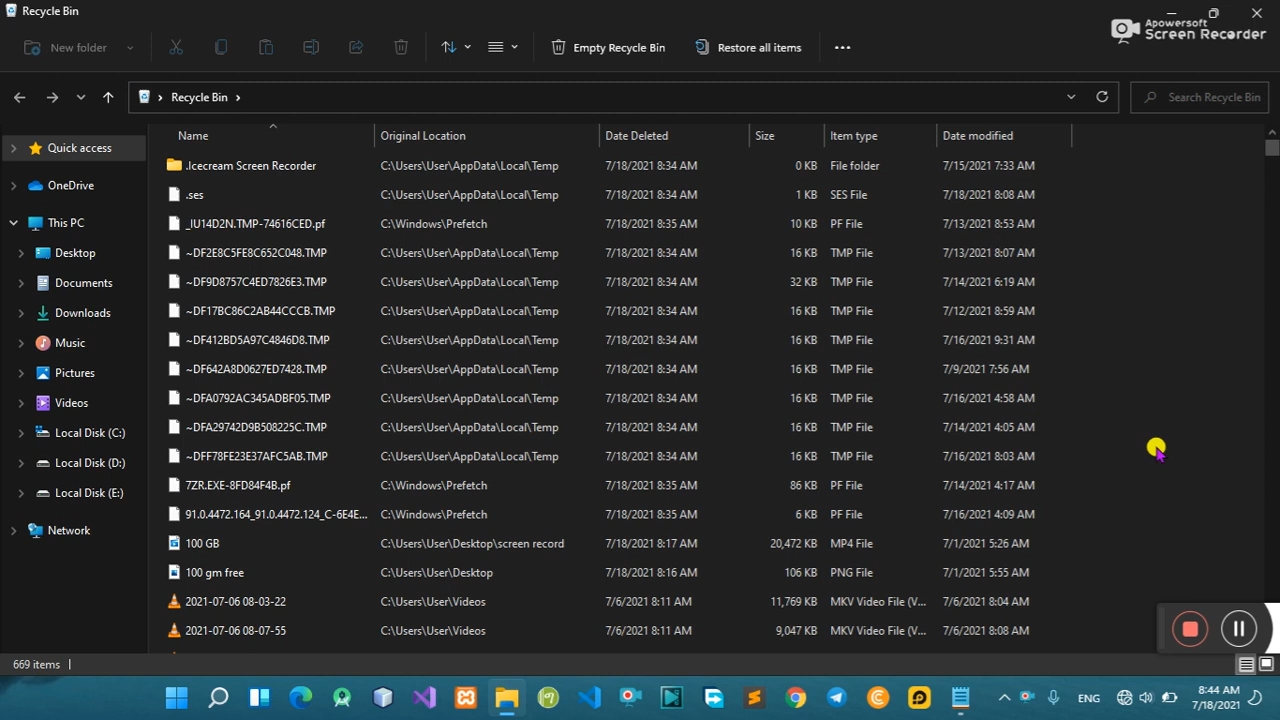 Recycle Bin
Apowersoft
Screen Recorder
New folder
Empty Recycle Bin
Restore all items
Recycle Bin
Search Recycle Bin
Name Original Location Date Deleted Size Item type Date modified
Quick access
OneDrive
This PC
Desktop
Documents
Downloads
Music
Pictures
Videos
Local Disk (C:)
Local Disk (D:)
Local Disk (E:)
Network
.Icecream Screen Recorder C:\Users\User\AppData\Local\Temp 7/18/2021 8:34 AM 0 KB File folder 7/15/2021 7:33 AM
.ses C:\Users\User\AppData\Local\Temp 7/18/2021 8:34 AM 1 KB SES File 7/18/2021 8:08 AM
_IU14D2N.TMP-74616CED.pf C:\Windows\Prefetch 7/18/2021 8:35 AM 10 KB PF File 7/13/2021 8:53 AM
~DF2E8C5FE8C652C048.TMP C:\Users\User\AppData\Local\Temp 7/18/2021 8:34 AM 16 KB TMP File 7/13/2021 8:07 AM
~DF9D8757C4ED7826E3.TMP C:\Users\User\AppData\Local\Temp 7/18/2021 8:34 AM 32 KB TMP File 7/14/2021 6:19 AM
~DF17BC86C2AB44CCCB.TMP C:\Users\User\AppData\Local\Temp 7/18/2021 8:34 AM 16 KB TMP File 7/12/2021 8:59 AM
~DF412BD5A97C4846D8.TMP C:\Users\User\AppData\Local\Temp 7/18/2021 8:34 AM 16 KB TMP File 7/16/2021 9:31 AM
~DF642A8D0627ED7428.TMP C:\Users\User\AppData\Local\Temp 7/18/2021 8:34 AM 16 KB TMP File 7/9/2021 7:56 AM
~DFA0792AC345ADBF05.TMP C:\Users\User\AppData\Local\Temp 7/18/2021 8:34 AM 16 KB TMP File 7/16/2021 4:58 AM
~DFA29742D9B508225C.TMP C:\Users\User\AppData\Local\Temp 7/18/2021 8:34 AM 16 KB TMP File 7/14/2021 4:05 AM
~DFF78FE23E37AFC5AB.TMP C:\Users\User\AppData\Local\Temp 7/18/2021 8:34 AM 16 KB TMP File 7/16/2021 8:03 AM
7ZR.EXE-8FD84F4B.pf C:\Windows\Prefetch 7/18/2021 8:35 AM 86 KB PF File 7/14/2021 4:17 AM
91.0.4472.164_91.0.4472.124_C-6E4E... C:\Windows\Prefetch 7/18/2021 8:35 AM 6 KB PF File 7/16/2021 4:09 AM
100 GB C:\Users\User\Desktop\screen record 7/18/2021 8:17 AM 20,472 KB MP4 File 7/1/2021 5:26 AM
100 gm free C:\Users\User\Desktop 7/18/2021 8:16 AM 106 KB PNG File 7/1/2021 5:55 AM
2021-07-06 08-03-22 C:\Users\User\Videos 7/6/2021 8:11 AM 11,769 KB MKV Video File (V... 7/6/2021 8:04 AM
2021-07-06 08-07-55 C:\Users\User\Videos 7/6/2021 8:11 AM 9,047 KB MKV Video File (V... 7/6/2021 8:08 AM
669 items
ENG
8:44 AM
7/18/2021